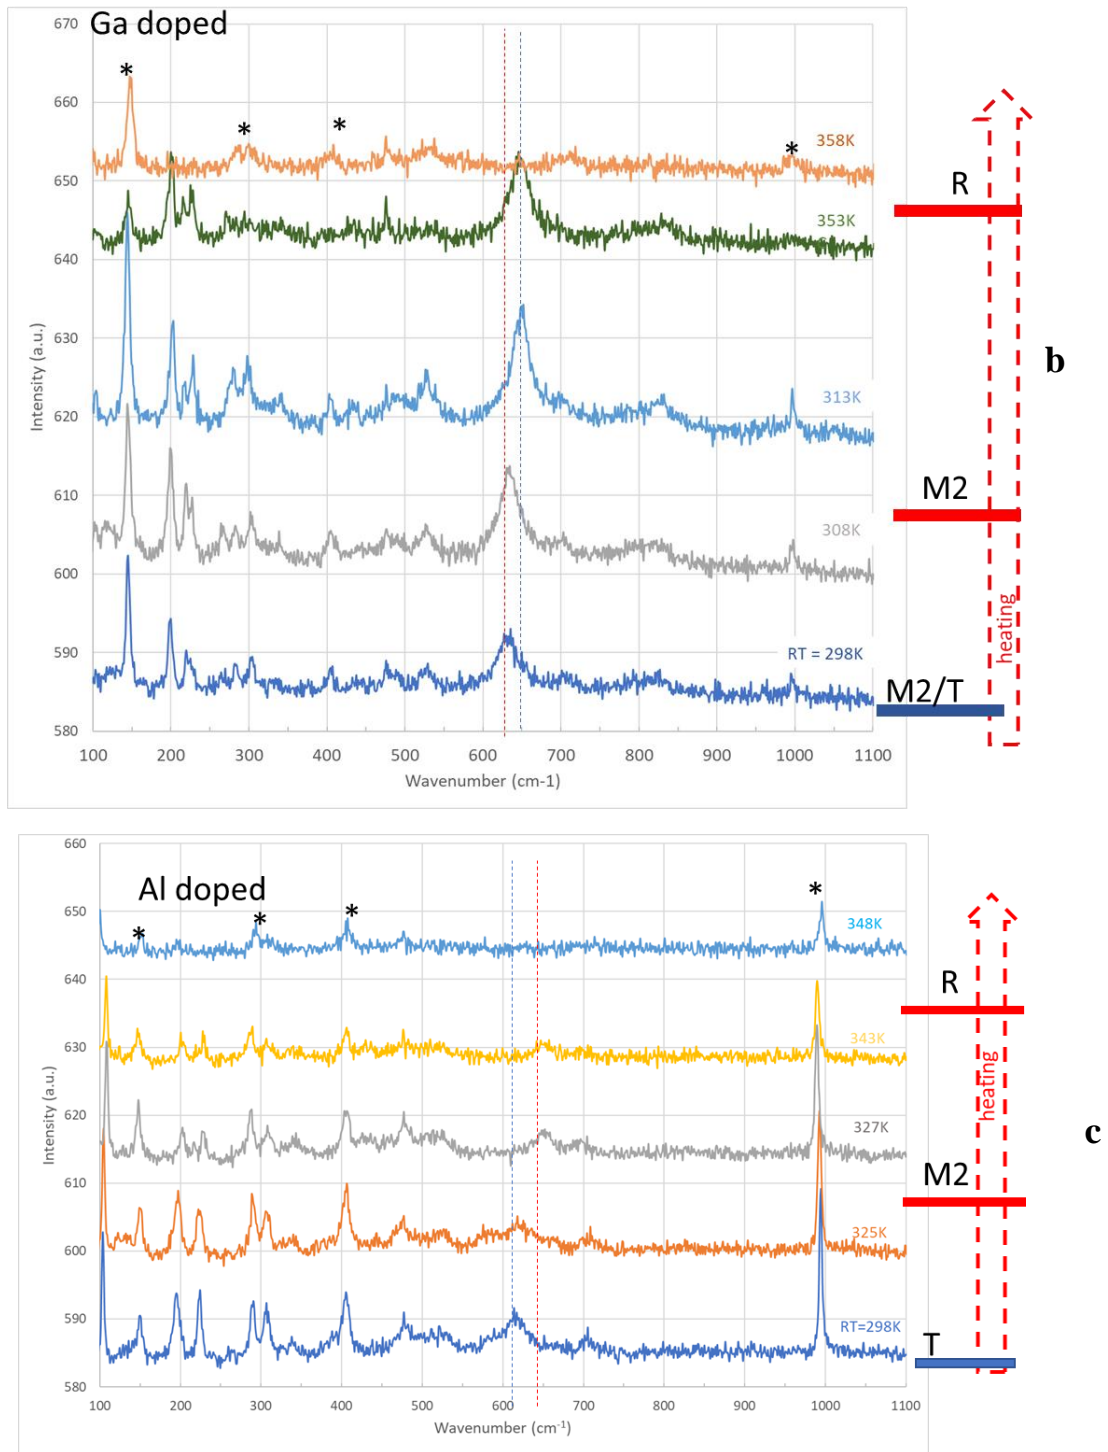 Ga doped
670
660
650
640
630
620
610
600
590
580
Intensity (a.u.)
*
*
*
*
358K
353K
313K
308K
RT = 298K
100 200 300 400 500 600 700 800 900 1000 1100
Wavenumber (cm-1)
R
M2
M2/T
heating
b
Al doped
660
650
640
630
620
610
600
590
580
Intensity (a.u.)
*
*
*
*
348K
343K
327K
325K
RT=298K
100 200 300 400 500 600 700 800 900 1000 1100
Wavenumber (cm⁻¹)
R
M2
T
heating
c